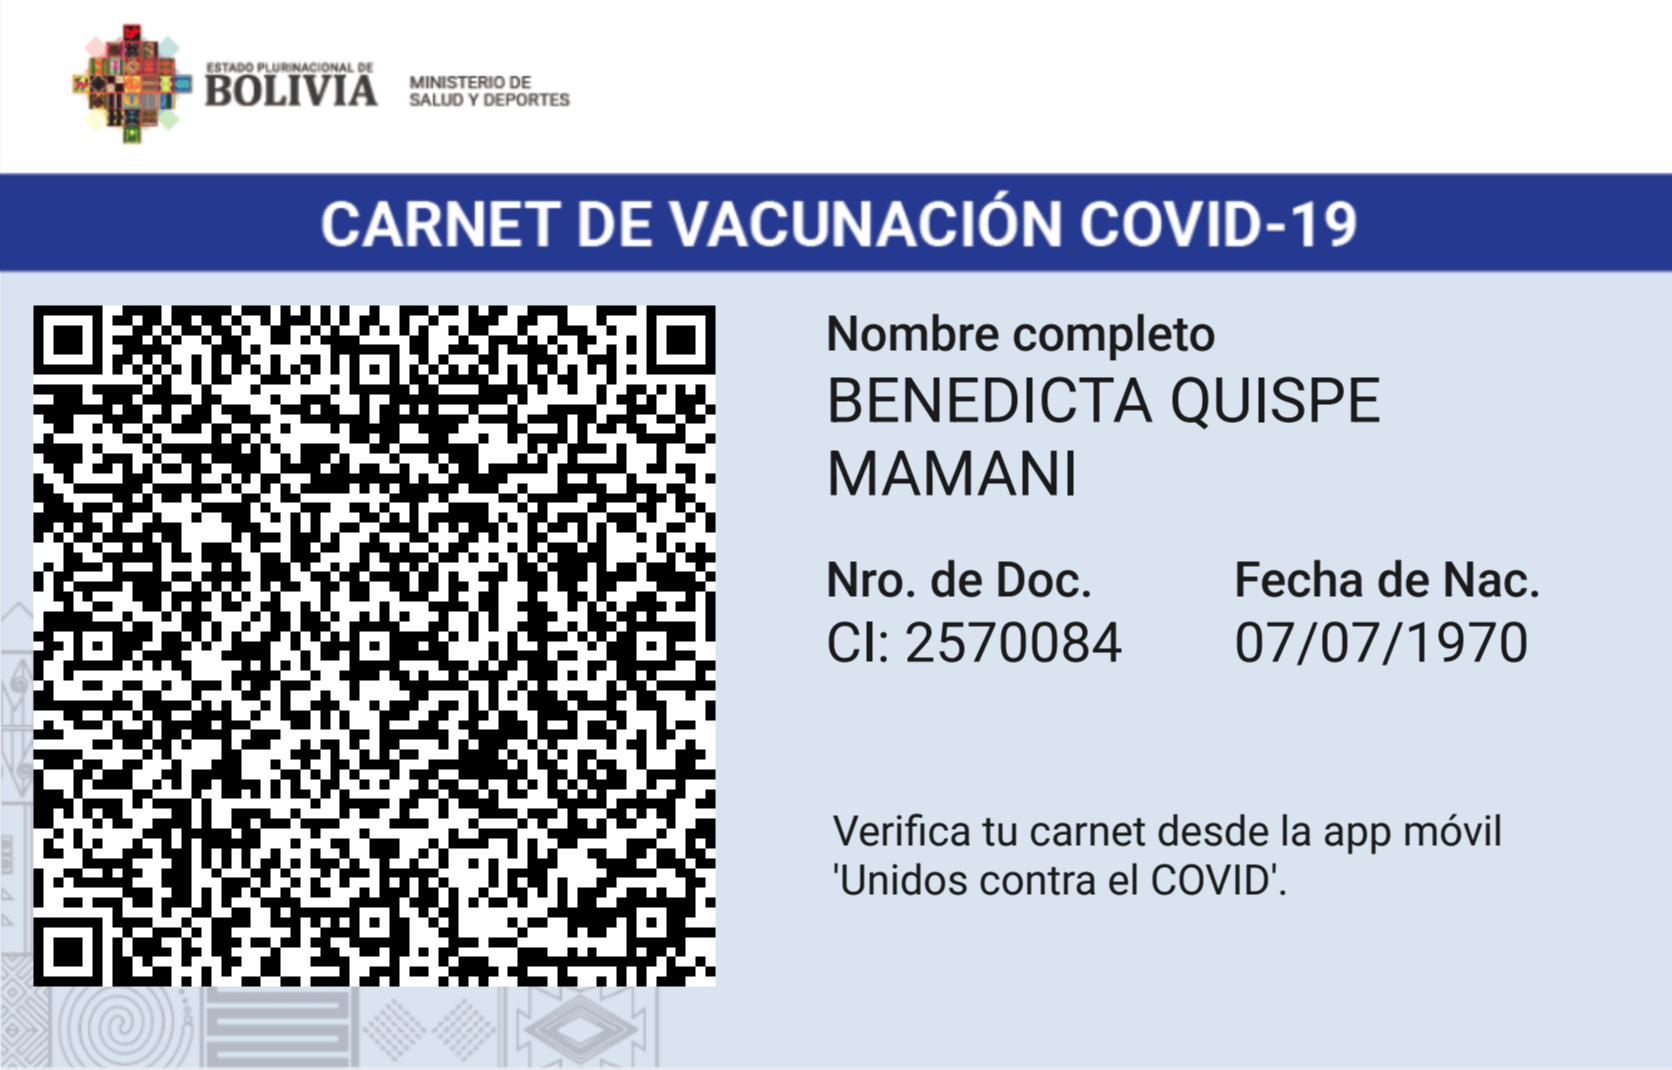 ESTADO PLURINACIONAL DE
BOLIVIA
MINISTERIO DE
SALUD Y DEPORTES
CARNET DE VACUNACIÓN COVID-19
Nombre completo
BENEDICTA QUISPE
MAMANI
Nro. de Doc. Fecha de Nac.
CI: 2570084 07/07/1970
Verifica tu carnet desde la app móvil
'Unidos contra el COVID'.